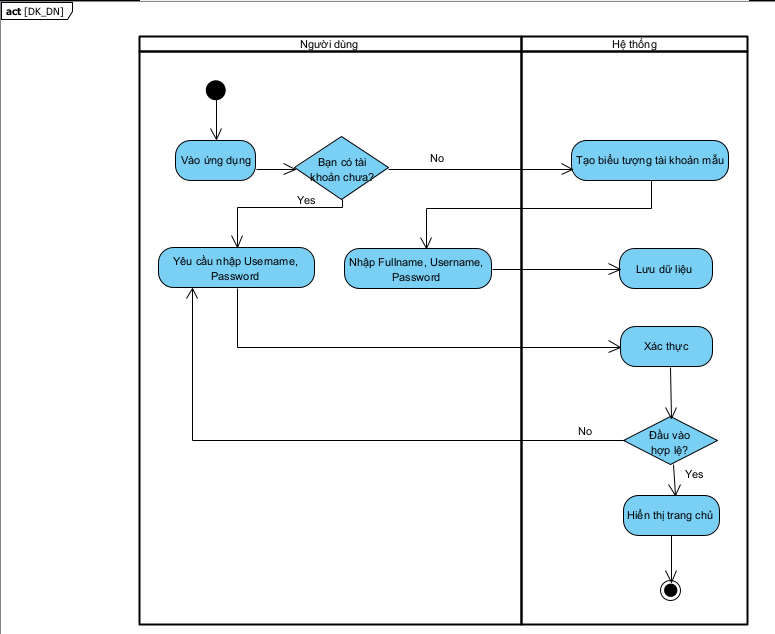 act [DK_DN]
Người dùng
Hệ thống
Vào ứng dụng
Bạn có tài
khoản chưa?
No
Tạo biểu tượng tài khoản mẫu
Yes
Yêu cầu nhập Username,
Password
Nhập Fullname, Username,
Password
Lưu dữ liệu
Xác thực
No
Đầu vào
hợp lệ?
Yes
Hiển thị trang chủ